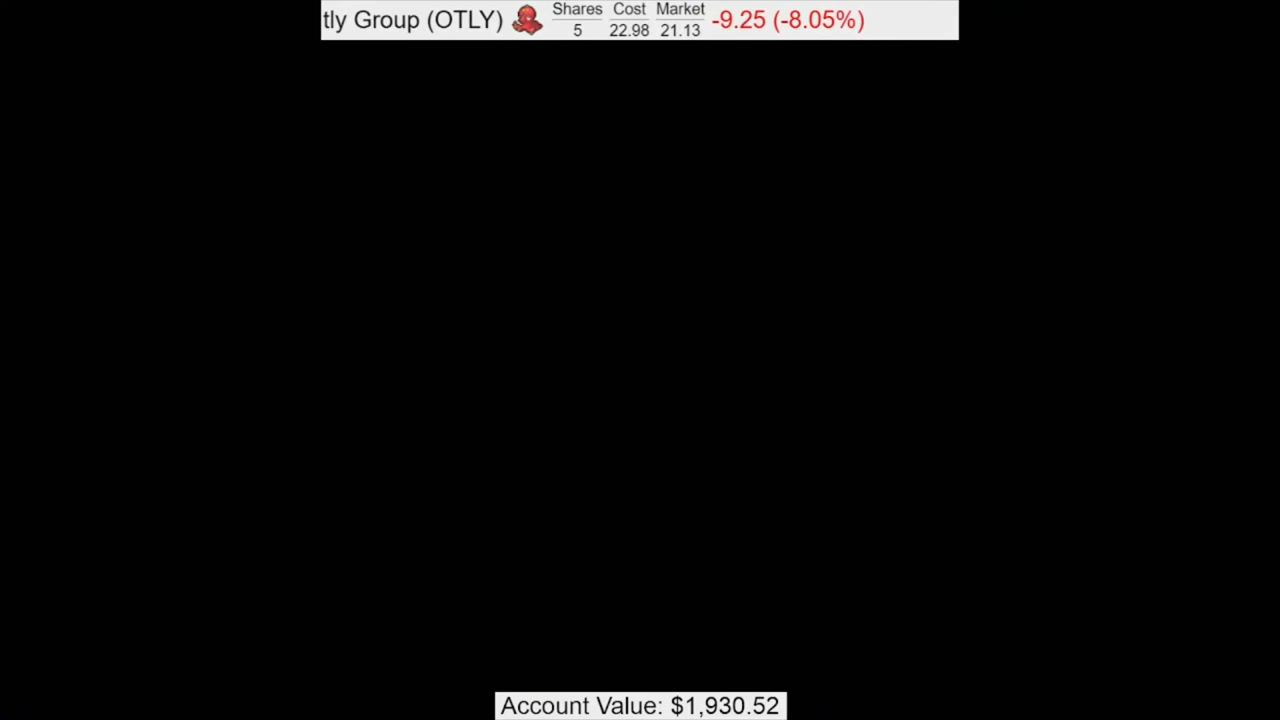 tly Group (OTLY) Shares Cost Market -9.25 (-8.05%)
5 22.98 21.13
Account Value: $1,930.52